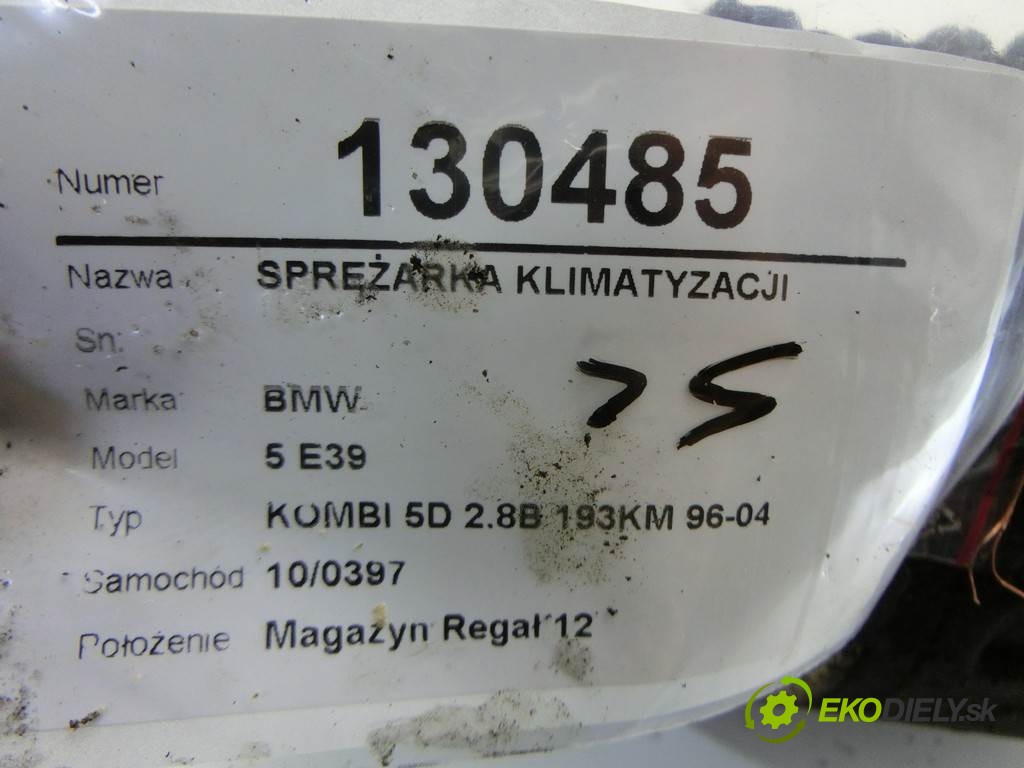 Numer 130485
Nazwa SPRĘŻARKA KLIMATYZACJI
Sn:
Marka BMW
75
Model 5 E39
Typ KOMBI 5D 2.8B 193KM 96-04
Samochód 10/0397
Położenie Magazyn Regał 12
EKODIELY.sk